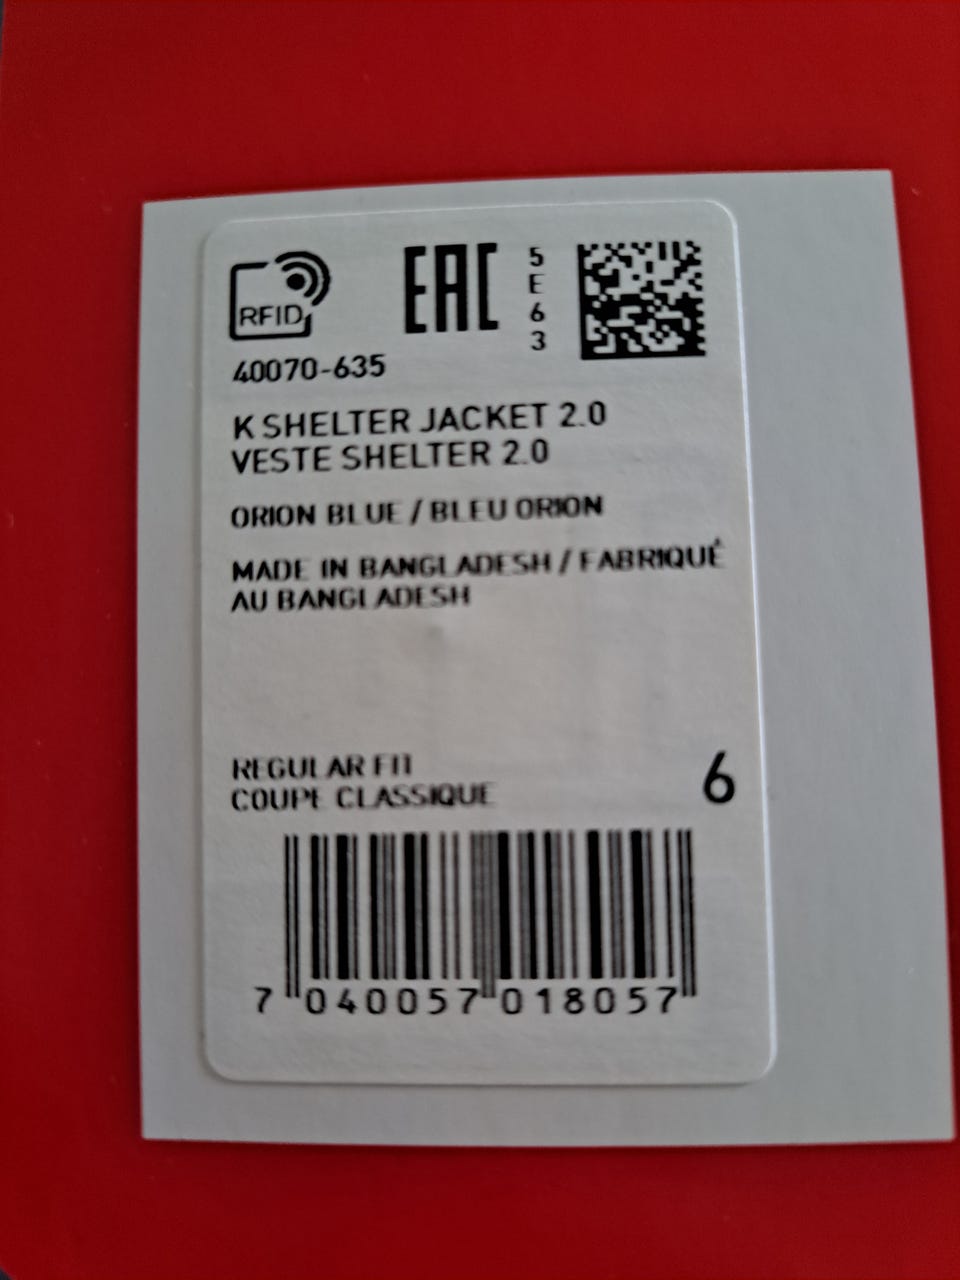 RFID
EAC
5
E
6
3
40070-635
K SHELTER JACKET 2.0
VESTE SHELTER 2.0
ORION BLUE / BLEU ORION
MADE IN BANGLADESH / FABRIQUÉ
AU BANGLADESH
REGULAR FIT
COUPE CLASSIQUE
6
7 040057 018057